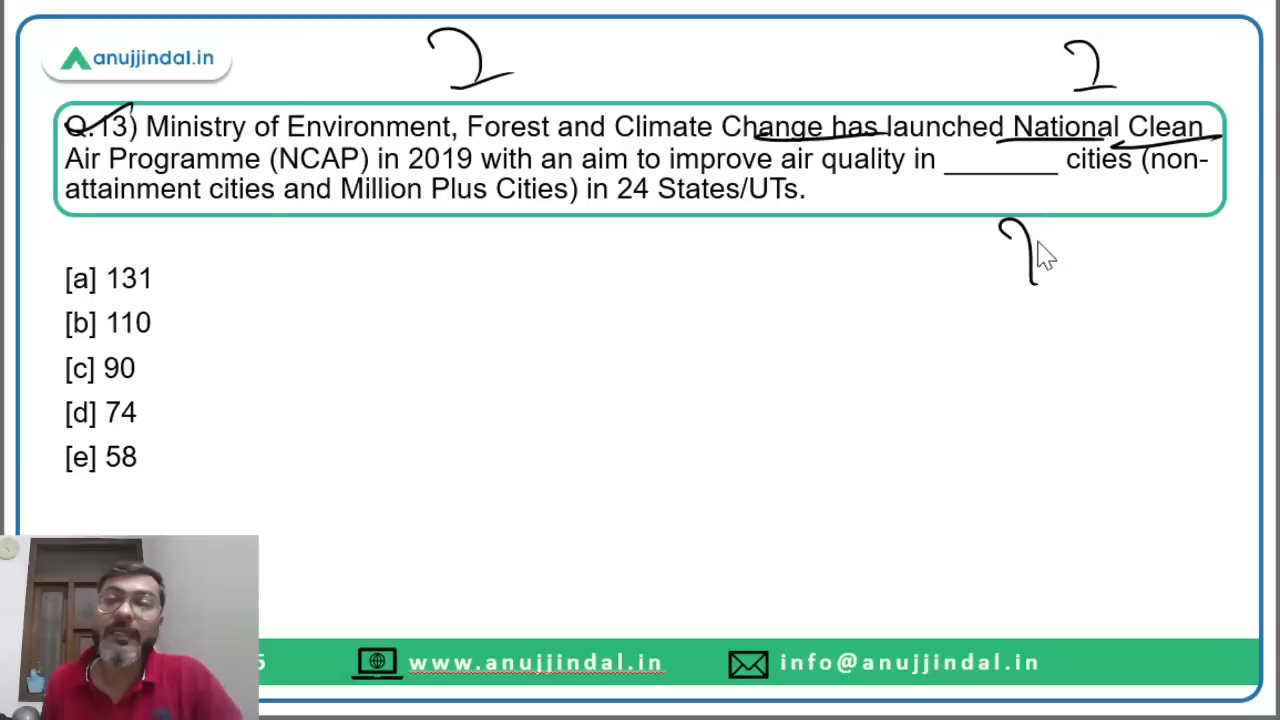 anujjindal.in
2 2
Q.13) Ministry of Environment, Forest and Climate Change has launched National Clean
Air Programme (NCAP) in 2019 with an aim to improve air quality in ________ cities (non-
attainment cities and Million Plus Cities) in 24 States/UTs.
[a] 131
[b] 110
[c] 90
[d] 74
[e] 58
www.anujjindal.in info@anujjindal.in